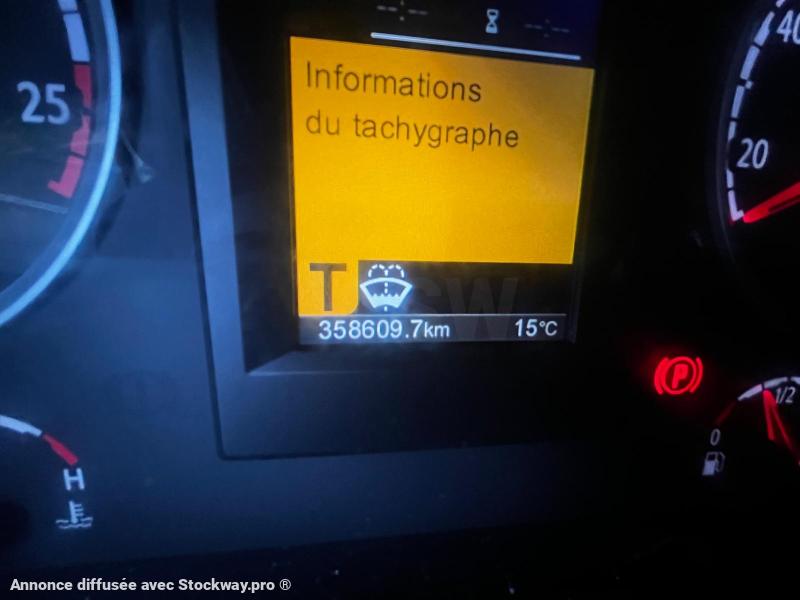 25
40
Informations
du tachygraphe
20
T
358609.7km
15°C
P
1/2
0
H
Annonce diffusée avec Stockway.pro ®